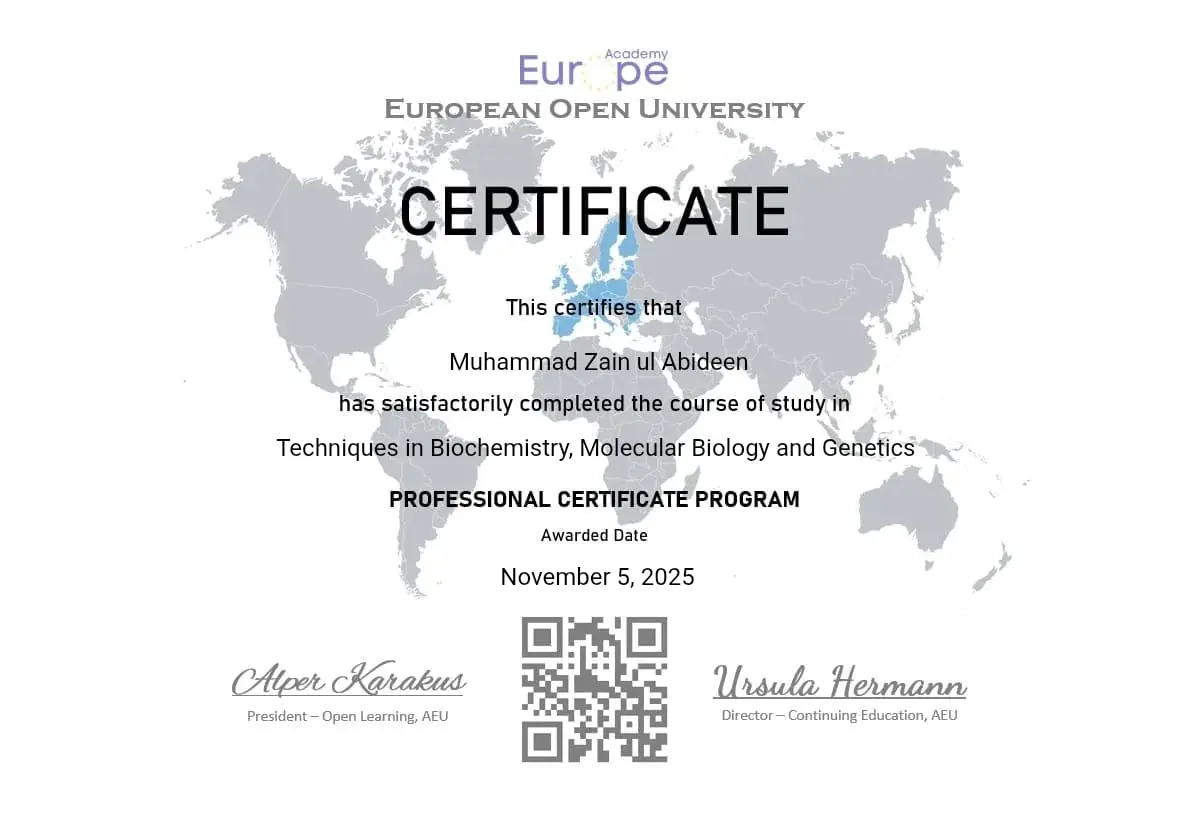 Academy
Europe
European Open University
CERTIFICATE
This certifies that
Muhammad Zain ul Abideen
has satisfactorily completed the course of study in
Techniques in Biochemistry, Molecular Biology and Genetics
PROFESSIONAL CERTIFICATE PROGRAM
Awarded Date
November 5, 2025
Alper Karakus
President – Open Learning, AEU
Ursula Hermann
Director – Continuing Education, AEU